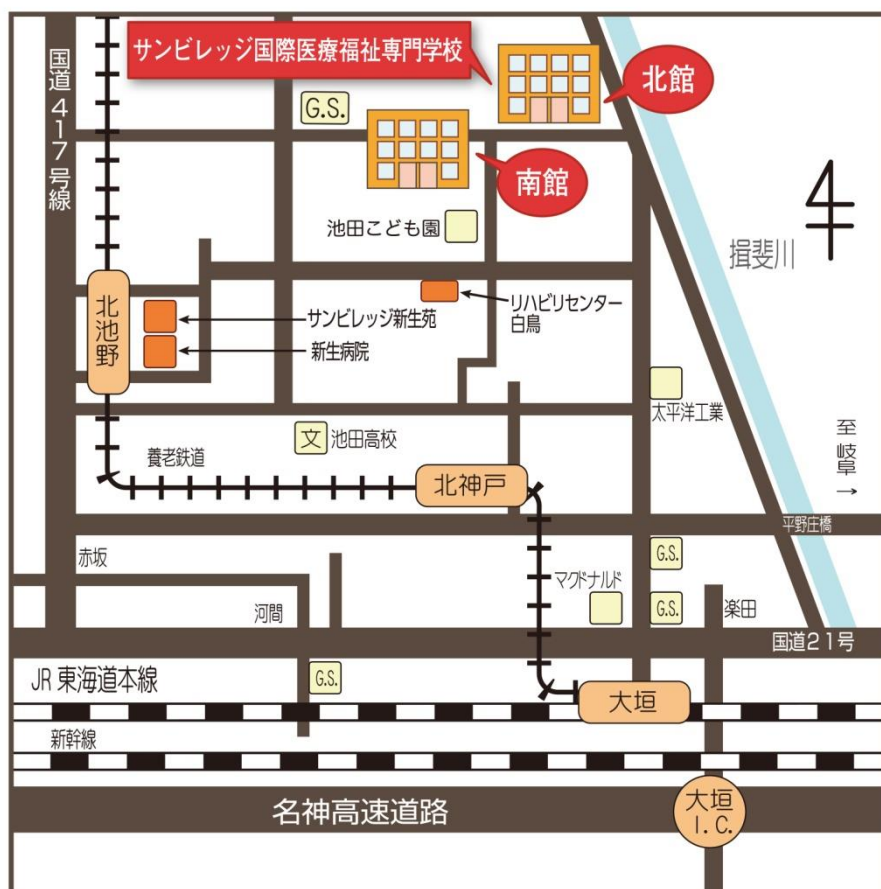 サンビレッジ国際医療福祉専門学校
北館
国道417号線
G.S.
南館
池田こども園
揖斐川
北池野
サンビレッジ新生苑
リハビリセンター
白鳥
新生病院
太平洋工業
文
池田高校
至岐阜→
養老鉄道
北神戸
平野庄橋
赤坂
G.S.
マクドナルド
河間
G.S.
楽田
国道21号
JR東海道本線
G.S.
大垣
新幹線
名神高速道路
大垣
I.C.